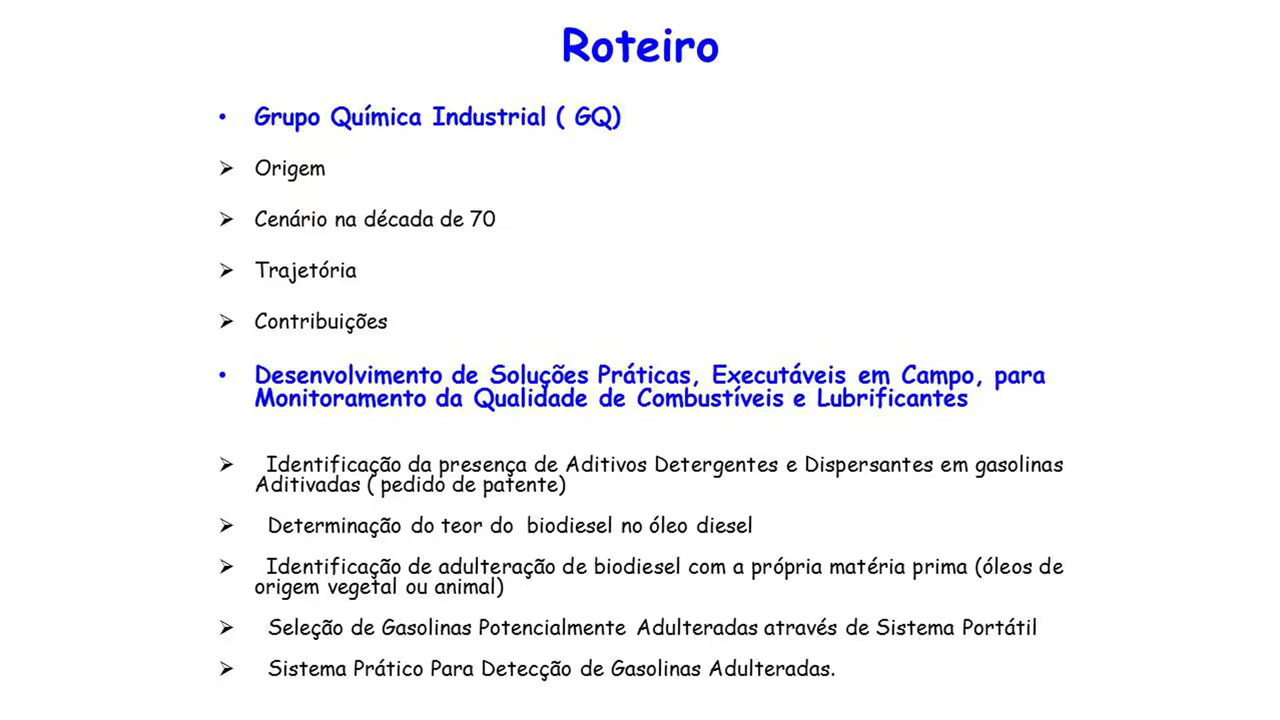 Roteiro
• Grupo Química Industrial ( GQ)
➢ Origem
➢ Cenário na década de 70
➢ Trajetória
➢ Contribuições
• Desenvolvimento de Soluções Práticas, Executáveis em Campo, para
Monitoramento da Qualidade de Combustíveis e Lubrificantes
➢ Identificação da presença de Aditivos Detergentes e Dispersantes em gasolinas
Aditivadas ( pedido de patente)
➢ Determinação do teor do biodiesel no óleo diesel
➢ Identificação de adulteração de biodiesel com a própria matéria prima (óleos de
origem vegetal ou animal)
➢ Seleção de Gasolinas Potencialmente Adulteradas através de Sistema Portátil
➢ Sistema Prático Para Detecção de Gasolinas Adulteradas.